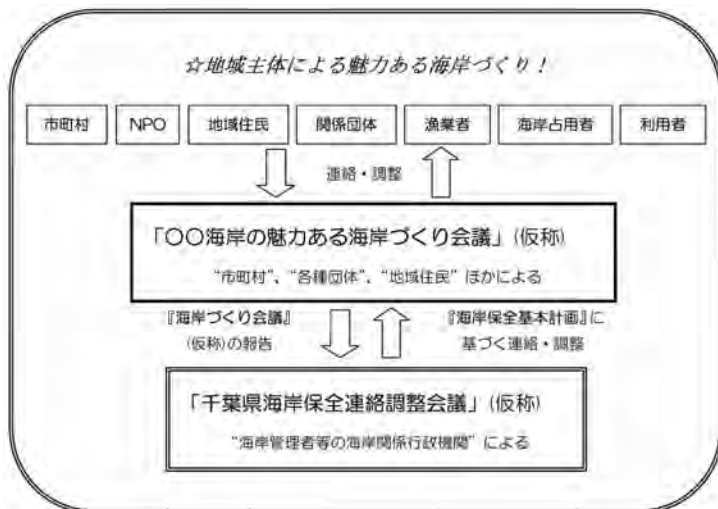 ☆地域主体による魅力ある海岸づくり！
市町村
NPO
地域住民
関係団体
漁業者
海岸占用者
利用者
連絡・調整
「〇〇海岸の魅力ある海岸づくり会議」(仮称)
“市町村”、“各種団体”、“地域住民”ほかによる
『海岸づくり会議』
(仮称)の報告
『海岸保全基本計画』に
基づく連絡・調整
「千葉県海岸保全連絡調整会議」(仮称)
“海岸管理者等の海岸関係行政機関”による